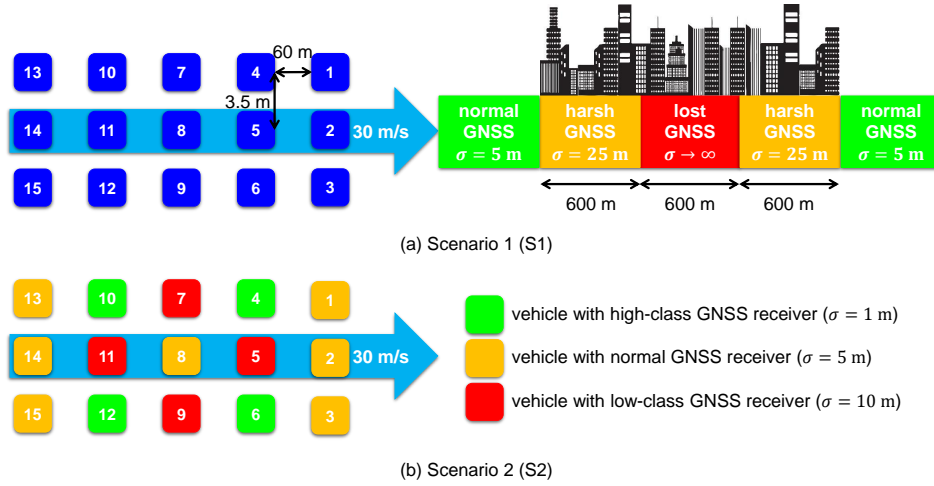 60 m
13 10 7 4 1
3.5 m
14 11 8 5 2 30 m/s
15 12 9 6 3
normal GNSS σ = 5 m
harsh GNSS σ = 25 m
lost GNSS σ → ∞
harsh GNSS σ = 25 m
normal GNSS σ = 5 m
600 m 600 m 600 m
(a) Scenario 1 (S1)
13 10 7 4 1
14 11 8 5 2 30 m/s
15 12 9 6 3
vehicle with high-class GNSS receiver (σ = 1 m)
vehicle with normal GNSS receiver (σ = 5 m)
vehicle with low-class GNSS receiver (σ = 10 m)
(b) Scenario 2 (S2)